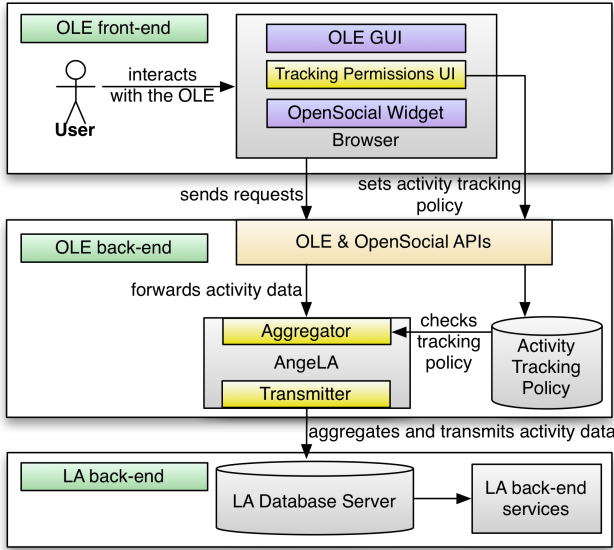 OLE front-end
OLE GUI
Tracking Permissions UI
interacts
with the OLE
User
OpenSocial Widget
Browser
sends requests
sets activity tracking
policy
OLE back-end
OLE & OpenSocial APIs
forwards activity data
Aggregator
checks
tracking
policy
AngeLA
Activity
Tracking
Policy
Transmitter
aggregates and transmits activity data
LA back-end
LA Database Server
LA back-end
services